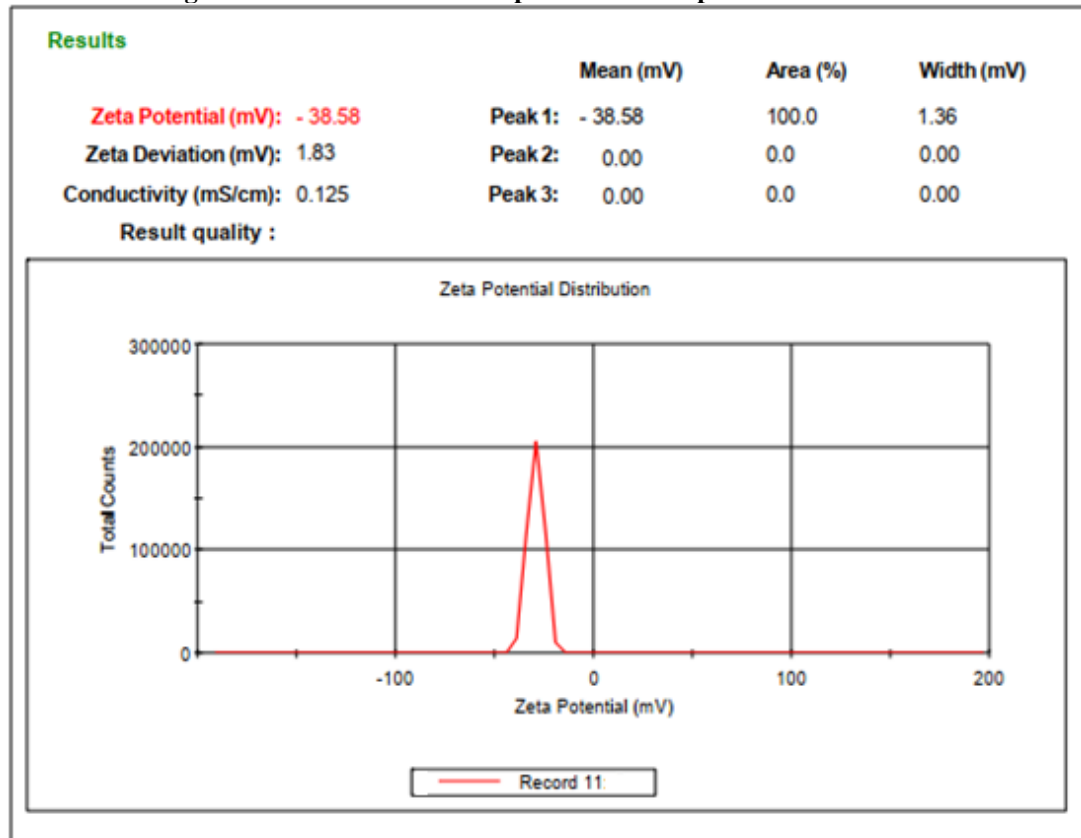 Results
Mean (mV) Area (%) Width (mV)
Zeta Potential (mV): - 38.58 Peak 1: - 38.58 100.0 1.36
Zeta Deviation (mV): 1.83 Peak 2: 0.00 0.0 0.00
Conductivity (mS/cm): 0.125 Peak 3: 0.00 0.0 0.00
Result quality :
Zeta Potential Distribution
300000
200000
100000
0
Total Counts
-100 0 100 200
Zeta Potential (mV)
Record 11: